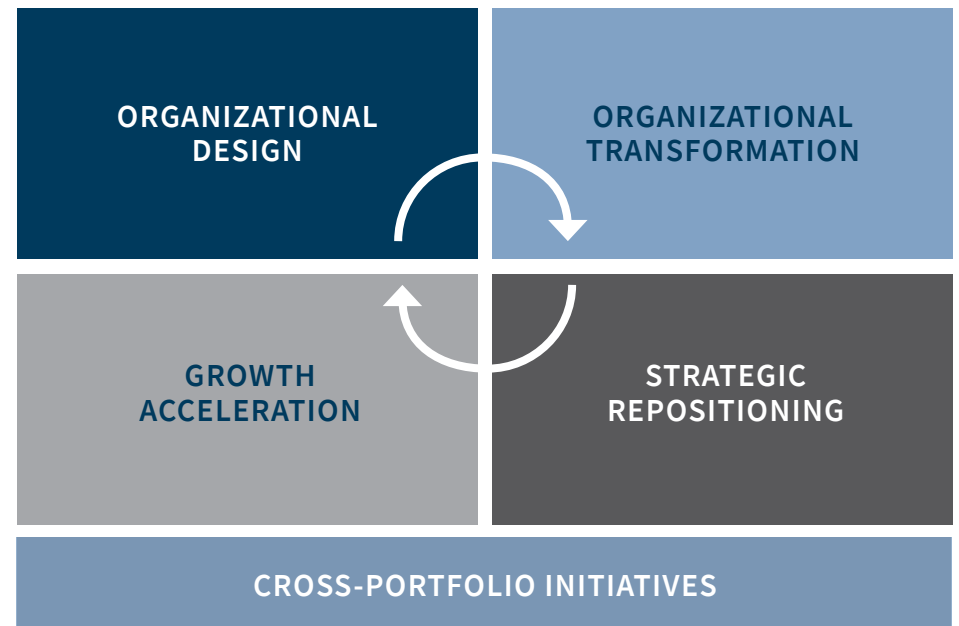 ORGANIZATIONAL
DESIGN
ORGANIZATIONAL
TRANSFORMATION
GROWTH
ACCELERATION
STRATEGIC
REPOSITIONING
CROSS-PORTFOLIO INITIATIVES